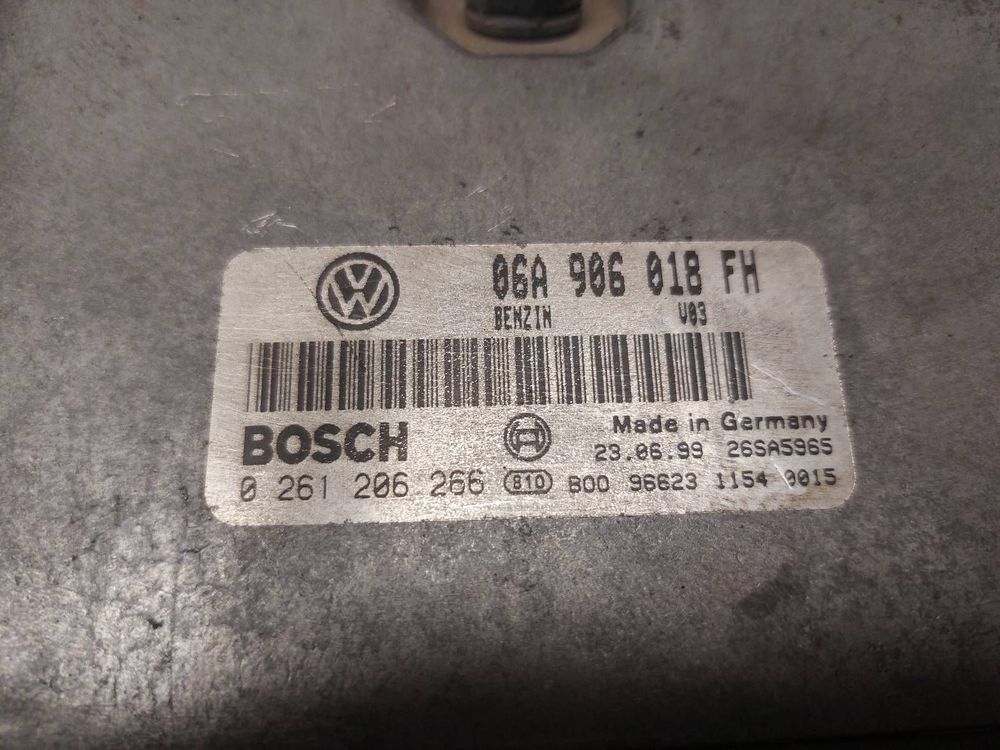 06A 906 018 FH
BENZIN V03
BOSCH
Made in Germany
23.06.99 26SA5965
0 261 206 266 810 B00 96623 1154 0015